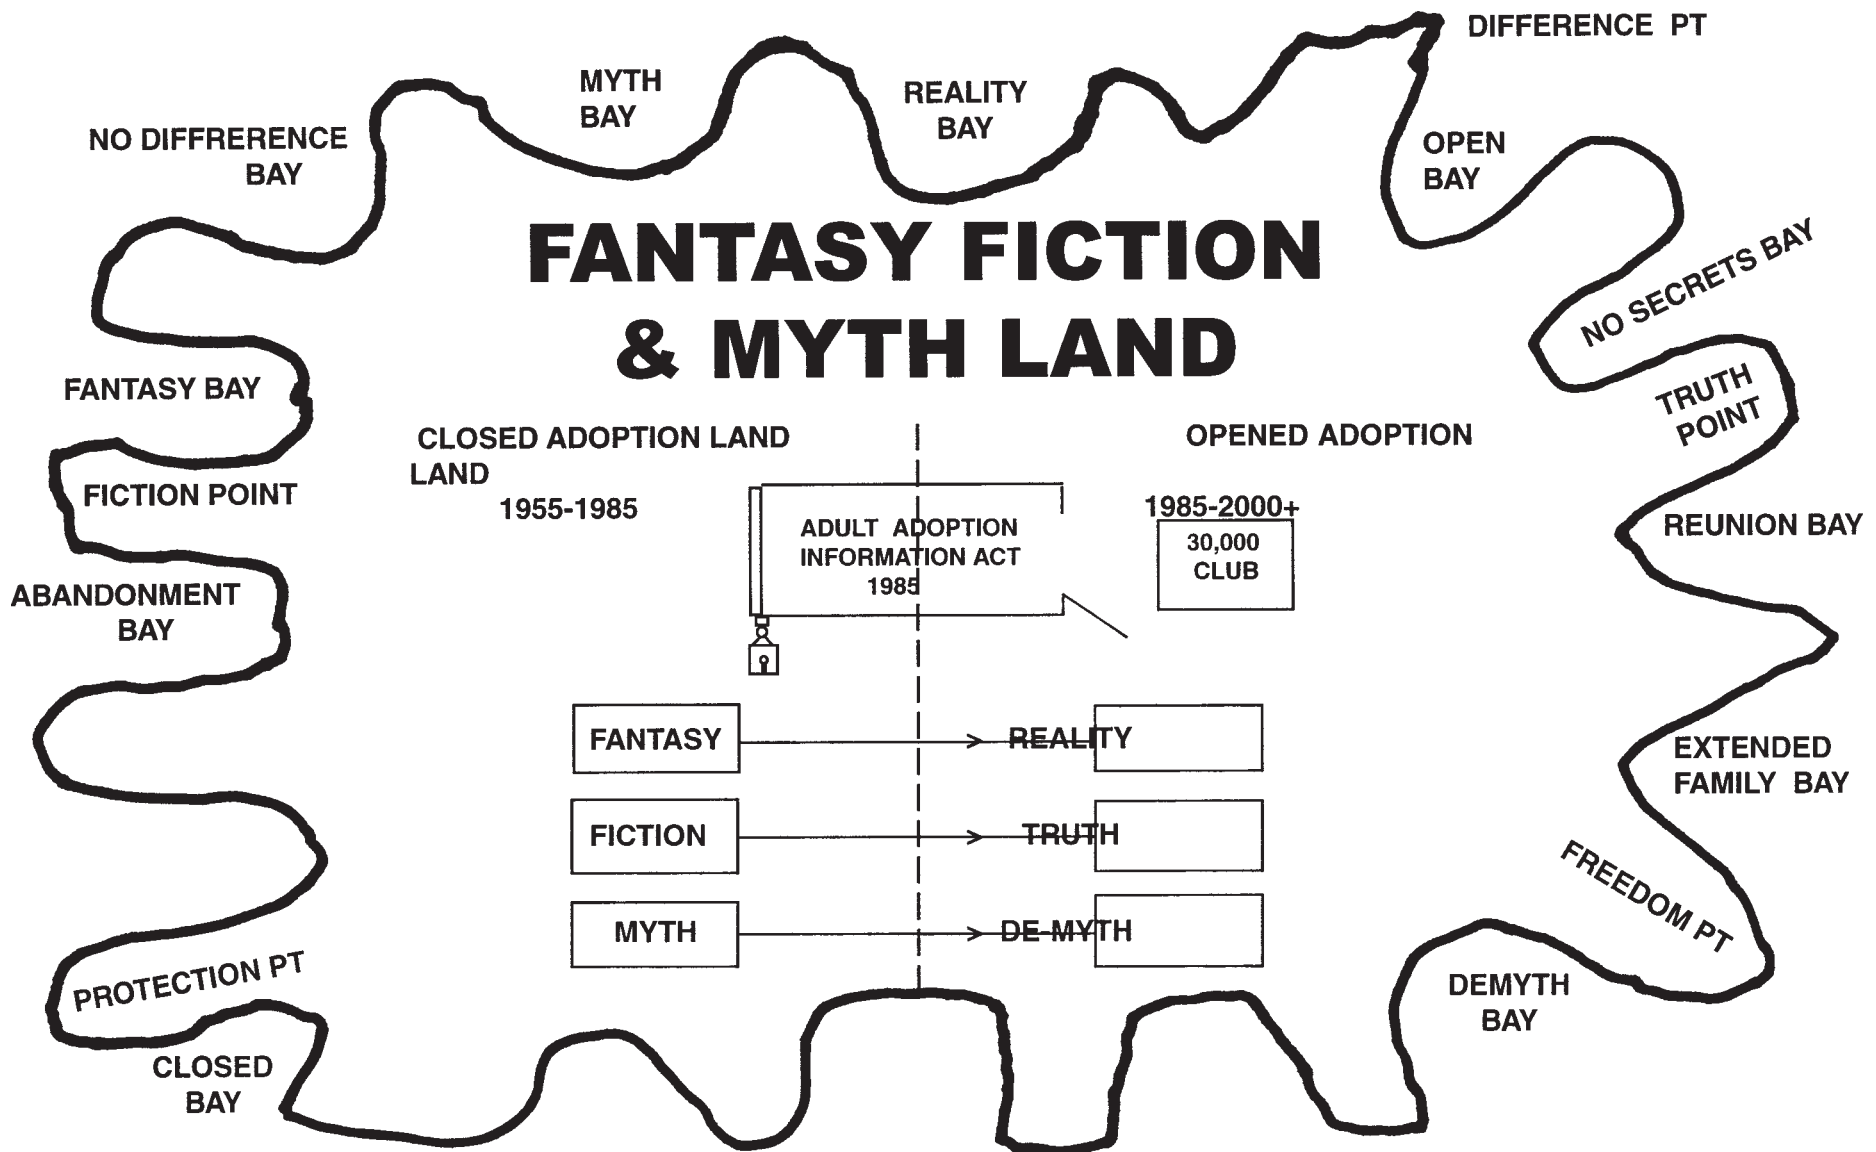 DIFFERENCE PT
MYTH
BAY
REALITY
BAY
NO DIFFRERENCE
BAY
OPEN
BAY
FANTASY FICTION
& MYTH LAND
NO SECRETS BAY
FANTASY BAY
TRUTH
POINT
CLOSED ADOPTION LAND
LAND
1955-1985
OPENED ADOPTION
1985-2000+
30,000
CLUB
ADULT ADOPTION
INFORMATION ACT
1985
FICTION POINT
REUNION BAY
ABANDONMENT
BAY
FANTASY
REALITY
EXTENDED
FAMILY BAY
FICTION
TRUTH
FREEDOM PT
MYTH
DE-MYTH
PROTECTION PT
DEMYTH
BAY
CLOSED
BAY